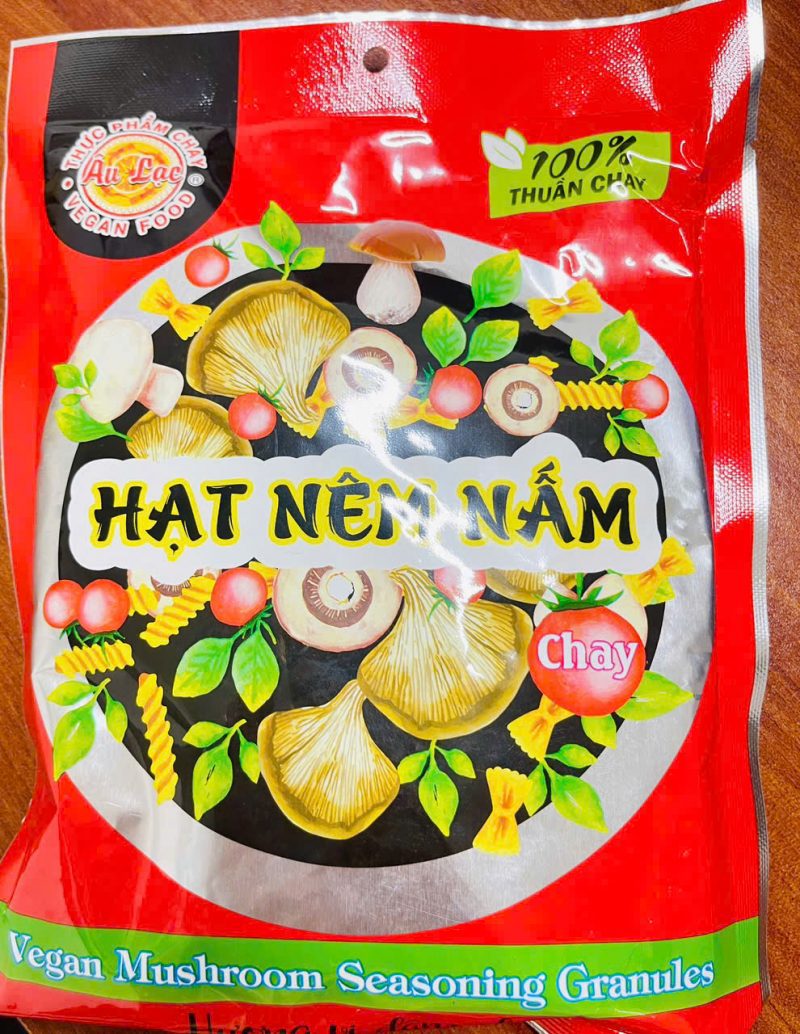 THỰC PHẨM CHAY
Âu Lạc ®
VEGAN FOOD
100%
THUẦN CHAY
HẠT NÊM NẤM
Chay
Vegan Mushroom Seasoning Granules